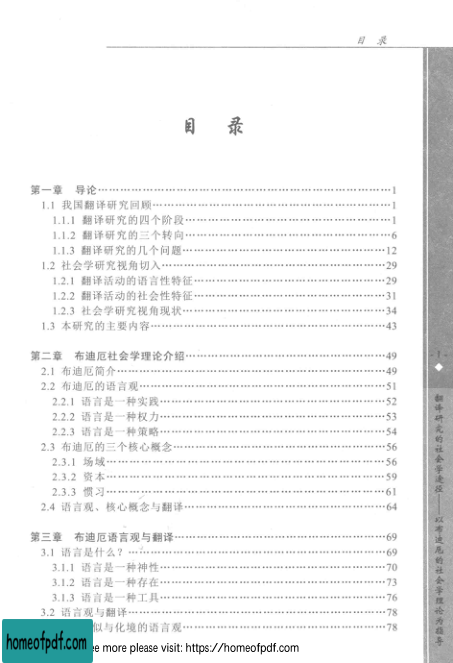 目 录
目 录
第一章 导论……1
1.1 我国翻译研究回顾……1
1.1.1 翻译研究的四个阶段……1
1.1.2 翻译研究的三个转向……6
1.1.3 翻译研究的几个问题……12
1.2 社会学研究视角切入……29
1.2.1 翻译活动的语言性特征……29
1.2.2 翻译活动的社会性特征……31
1.2.3 社会学研究视角现状……34
1.3 本研究的主要内容……43
第二章 布迪厄社会学理论介绍……49
2.1 布迪厄简介……49
2.2 布迪厄的语言观……51
2.2.1 语言是一种实践……52
2.2.2 语言是一种权力……53
2.2.3 语言是一种策略……54
2.3 布迪厄的三个核心概念……56
2.3.1 场域……56
2.3.2 资本……59
2.3.3 惯习……61
2.4 语言观、核心概念与翻译……64
第三章 布迪厄语言观与翻译……69
3.1 语言是什么？……69
3.1.1 语言是一种神性……70
3.1.2 语言是一种存在……73
3.1.3 语言是一种工具……76
3.2 语言观与翻译……78
似与化境的语言观……78
·1·
翻译研究的社会学途径——以布迪厄的社会学理论为指导
homeofpdf.com
ee more please visit: https://homeofpdf.com